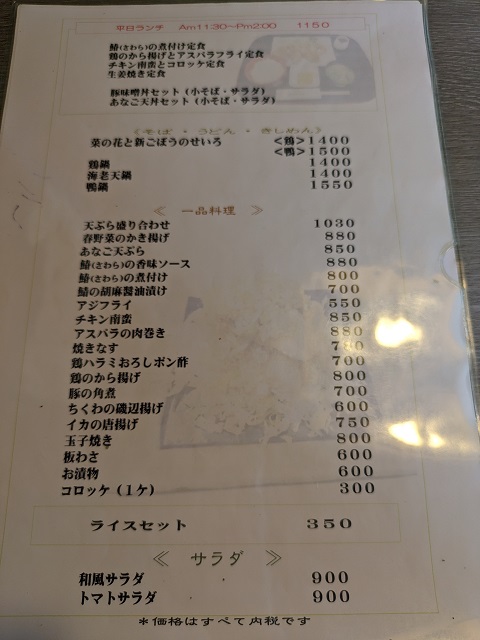 平日ランチ Am11:30~Pm2:00 1150
鰆(さわら)の煮付け定食
鶏のから揚げとアスパラフライ定食
チキン南蛮とコロッケ定食
生姜焼き定食
豚味噌丼セット(小そば・サラダ)
あなご天丼セット(小そば・サラダ)
《そば・うどん・きしめん》
菜の花と新ごぼうのせいろ <鶏>1400
<鴨>1500
鶏鍋 1400
海老天鍋 1400
鴨鍋 1550
≪ 一品料理 ≫
天ぷら盛り合わせ 1030
春野菜のかき揚げ 880
あなご天ぷら 850
鰆(さわら)の香味ソース 880
鰆(さわら)の煮付け 800
鯖の胡麻醤油漬け 700
アジフライ 550
チキン南蛮 850
アスパラの肉巻き 880
焼きなす
鶏ハラミおろしポン酢 700
鶏のから揚げ 800
豚の角煮 700
ちくわの磯辺揚げ 600
イカの唐揚げ 750
玉子焼き 800
板わさ 600
お漬物 600
コロッケ(1ケ) 300
ライスセット 350
≪ サラダ ≫
和風サラダ 900
トマトサラダ 900
*価格はすべて内税です